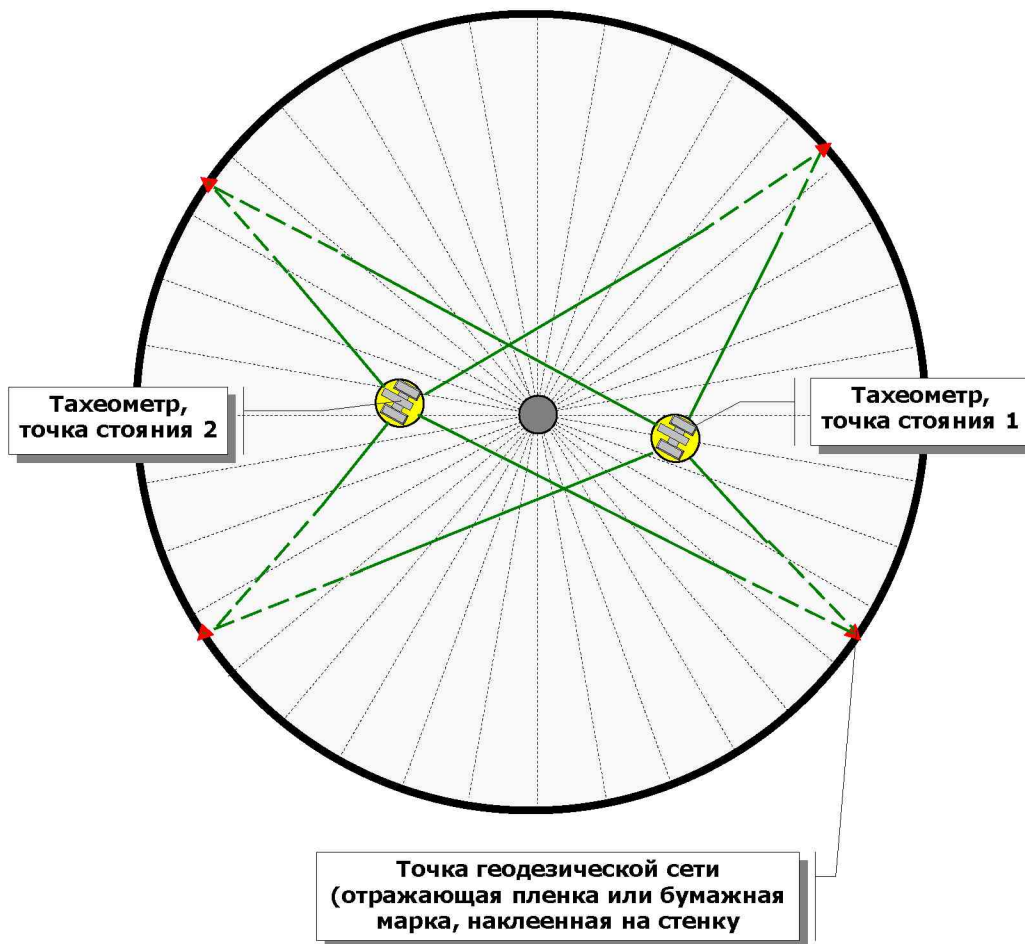 Тахеометр,
точка стояния 2
Тахеометр,
точка стояния 1
Точка геодезической сети
(отражающая пленка или бумажная
марка, наклеенная на стенку